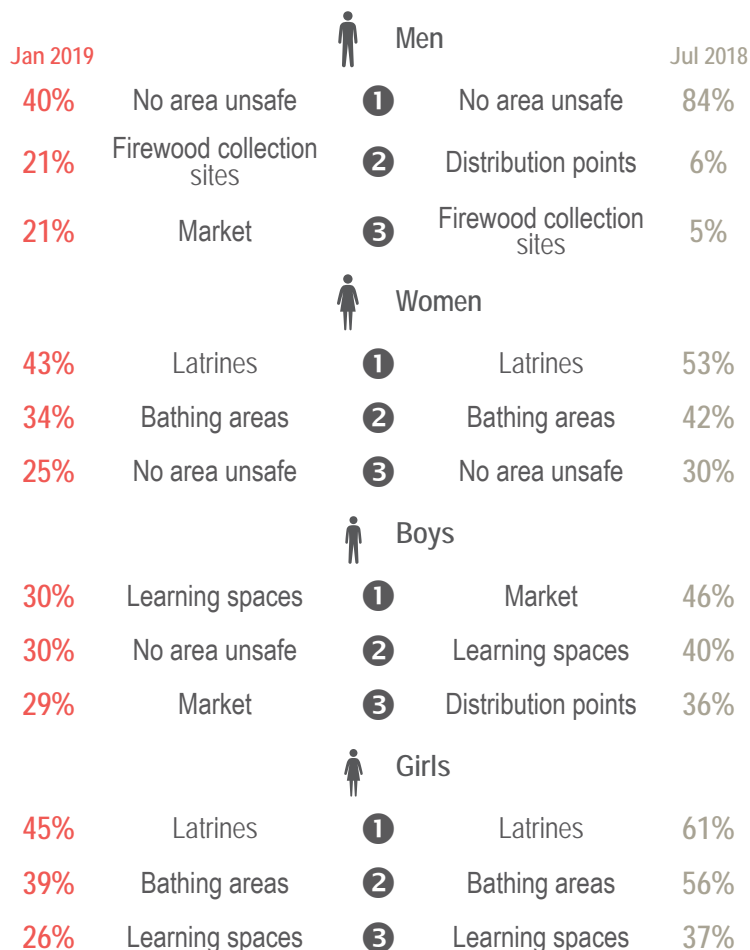 Men
Jan 2019 Jul 2018
40% No area unsafe 1 No area unsafe 84%
21% Firewood collection sites 2 Distribution points 6%
21% Market 3 Firewood collection sites 5%
Women
43% Latrines 1 Latrines 53%
34% Bathing areas 2 Bathing areas 42%
25% No area unsafe 3 No area unsafe 30%
Boys
30% Learning spaces 1 Market 46%
30% No area unsafe 2 Learning spaces 40%
29% Market 3 Distribution points 36%
Girls
45% Latrines 1 Latrines 61%
39% Bathing areas 2 Bathing areas 56%
26% Learning spaces 3 Learning spaces 37%